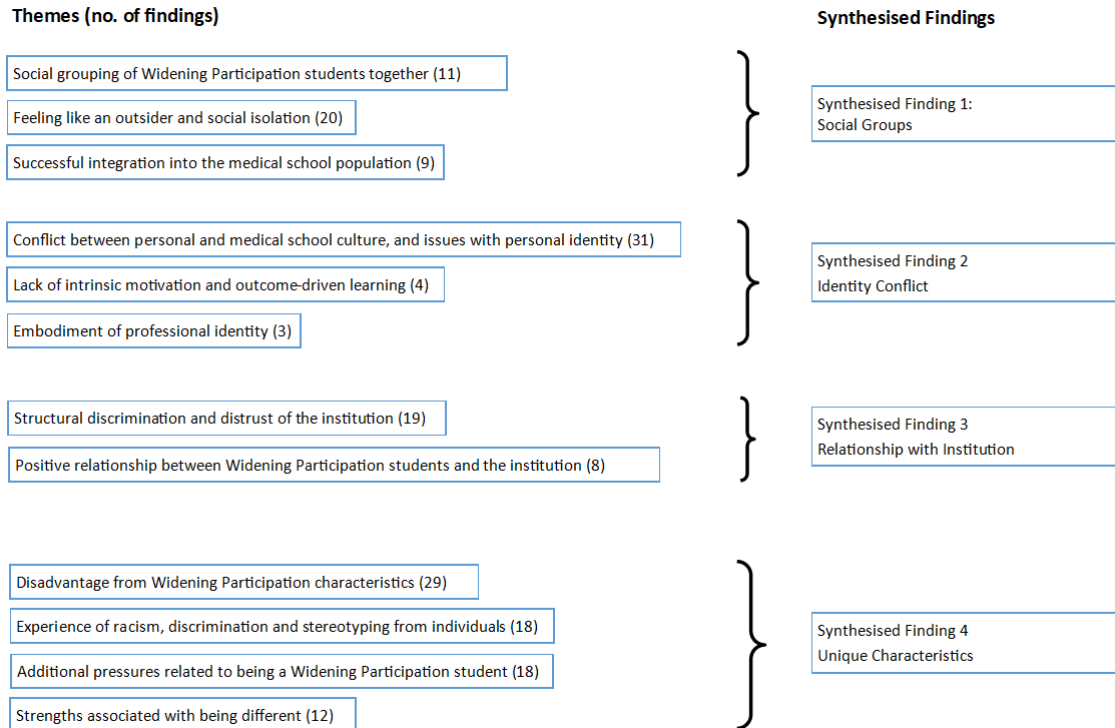 Themes (no. of findings)
Synthesised Findings
Social grouping of Widening Participation students together (11)
Feeling like an outsider and social isolation (20)
Successful integration into the medical school population (9)
Synthesised Finding 1:
Social Groups
Conflict between personal and medical school culture, and issues with personal identity (31)
Lack of intrinsic motivation and outcome-driven learning (4)
Embodiment of professional identity (3)
Synthesised Finding 2
Identity Conflict
Structural discrimination and distrust of the institution (19)
Positive relationship between Widening Participation students and the institution (8)
Synthesised Finding 3
Relationship with Institution
Disadvantage from Widening Participation characteristics (29)
Experience of racism, discrimination and stereotyping from individuals (18)
Additional pressures related to being a Widening Participation student (18)
Strengths associated with being different (12)
Synthesised Finding 4
Unique Characteristics